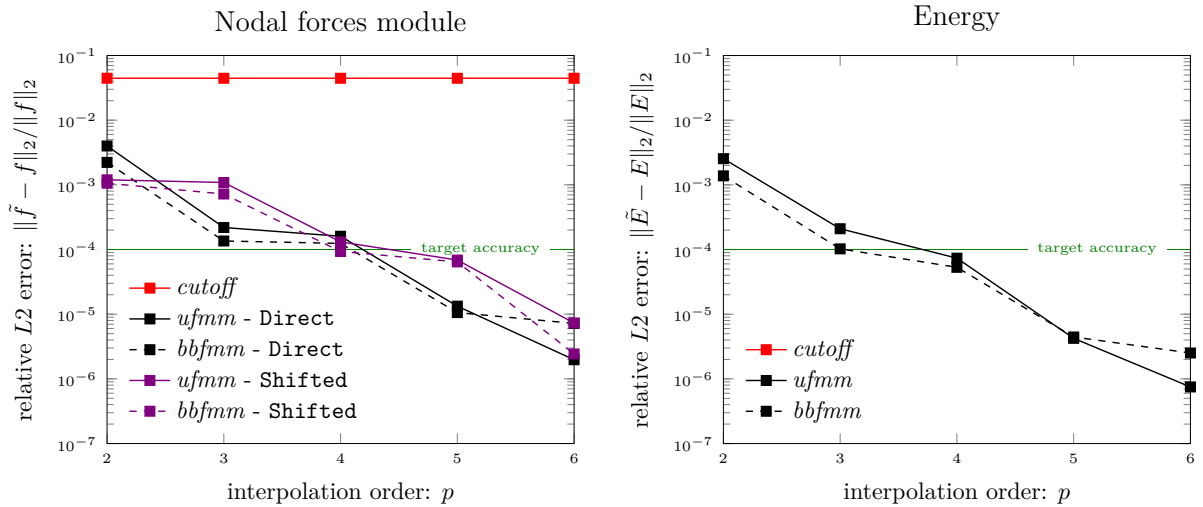 Nodal forces module
relative L2 error: ‖f̃ − f‖₂/‖f‖₂
10⁻¹
10⁻²
10⁻³
10⁻⁴
10⁻⁵
10⁻⁶
10⁻⁷
target accuracy
cutoff
ufmm - Direct
bbfmm - Direct
ufmm - Shifted
bbfmm - Shifted
2 3 4 5 6
interpolation order: p
Energy
relative L2 error: ‖Ẽ − E‖₂/‖E‖₂
10⁻¹
10⁻²
10⁻³
10⁻⁴
10⁻⁵
10⁻⁶
10⁻⁷
target accuracy
cutoff
ufmm
bbfmm
2 3 4 5 6
interpolation order: p